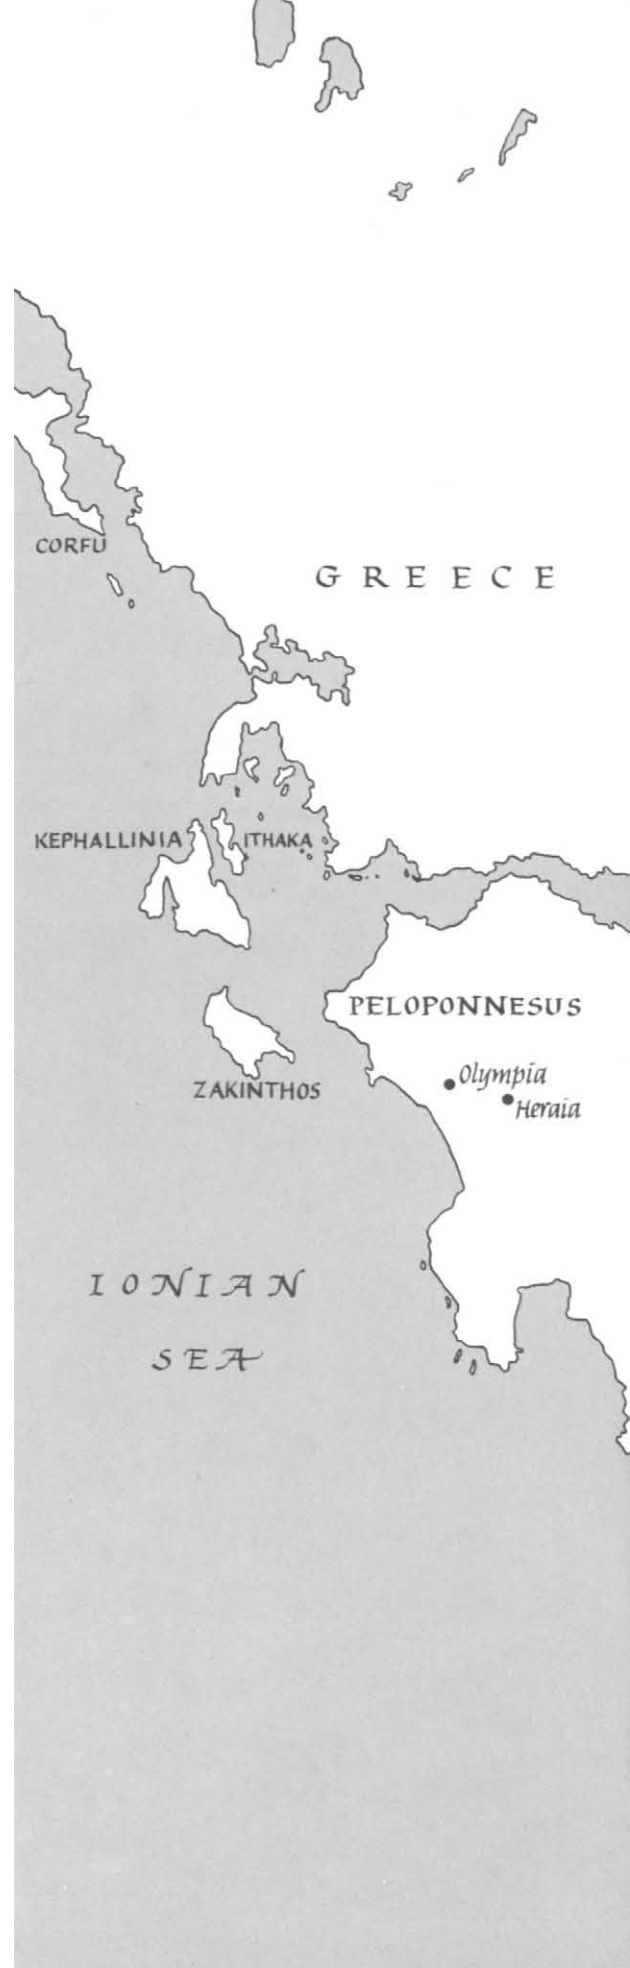 CORFU
GREECE
KEPHALLINIA
ITHAKA
PELOPONNESUS
Olympia
Heraia
ZAKINTHOS
IONIAN
SEA